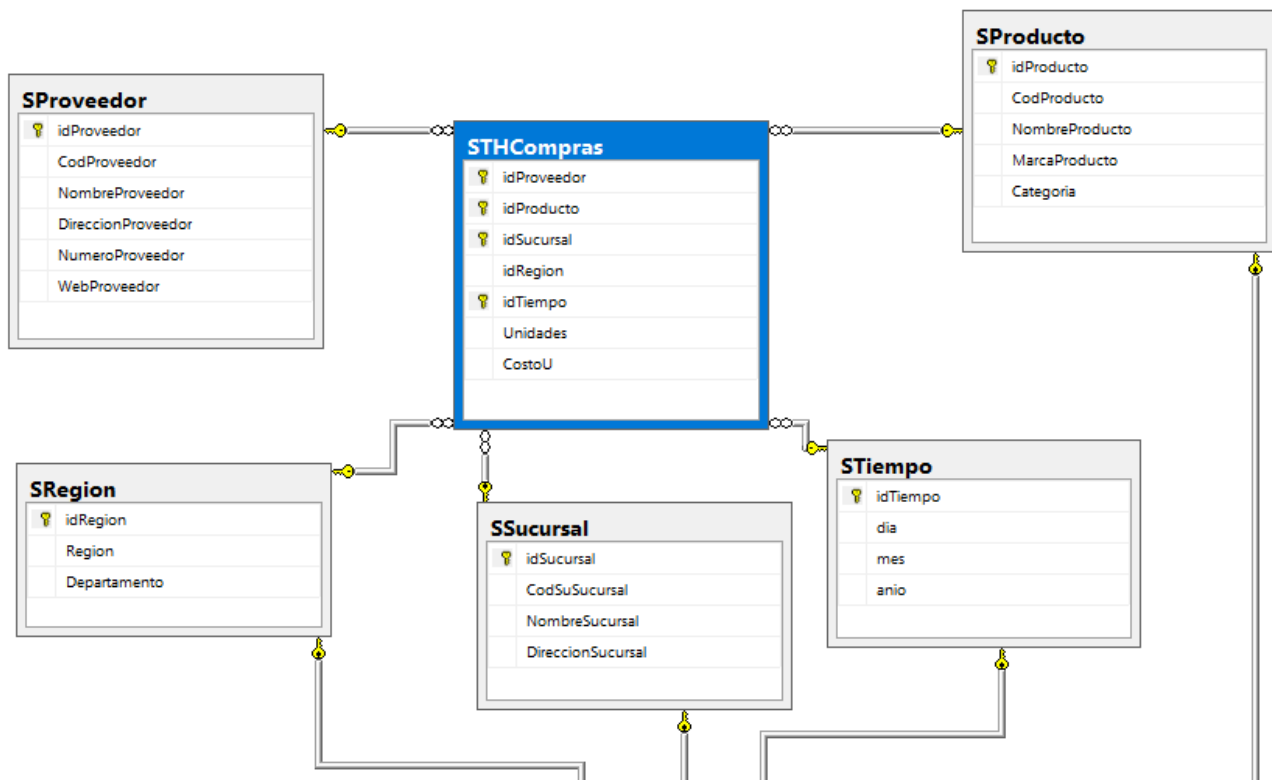 SProveedor
idProveedor
CodProveedor
NombreProveedor
DireccionProveedor
NumeroProveedor
WebProveedor
STHCompras
idProveedor
idProducto
idSucursal
idRegion
idTiempo
Unidades
CostoU
SProducto
idProducto
CodProducto
NombreProducto
MarcaProducto
Categoria
SRegion
idRegion
Region
Departamento
SSucursal
idSucursal
CodSuSucursal
NombreSucursal
DireccionSucursal
STiempo
idTiempo
dia
mes
anio